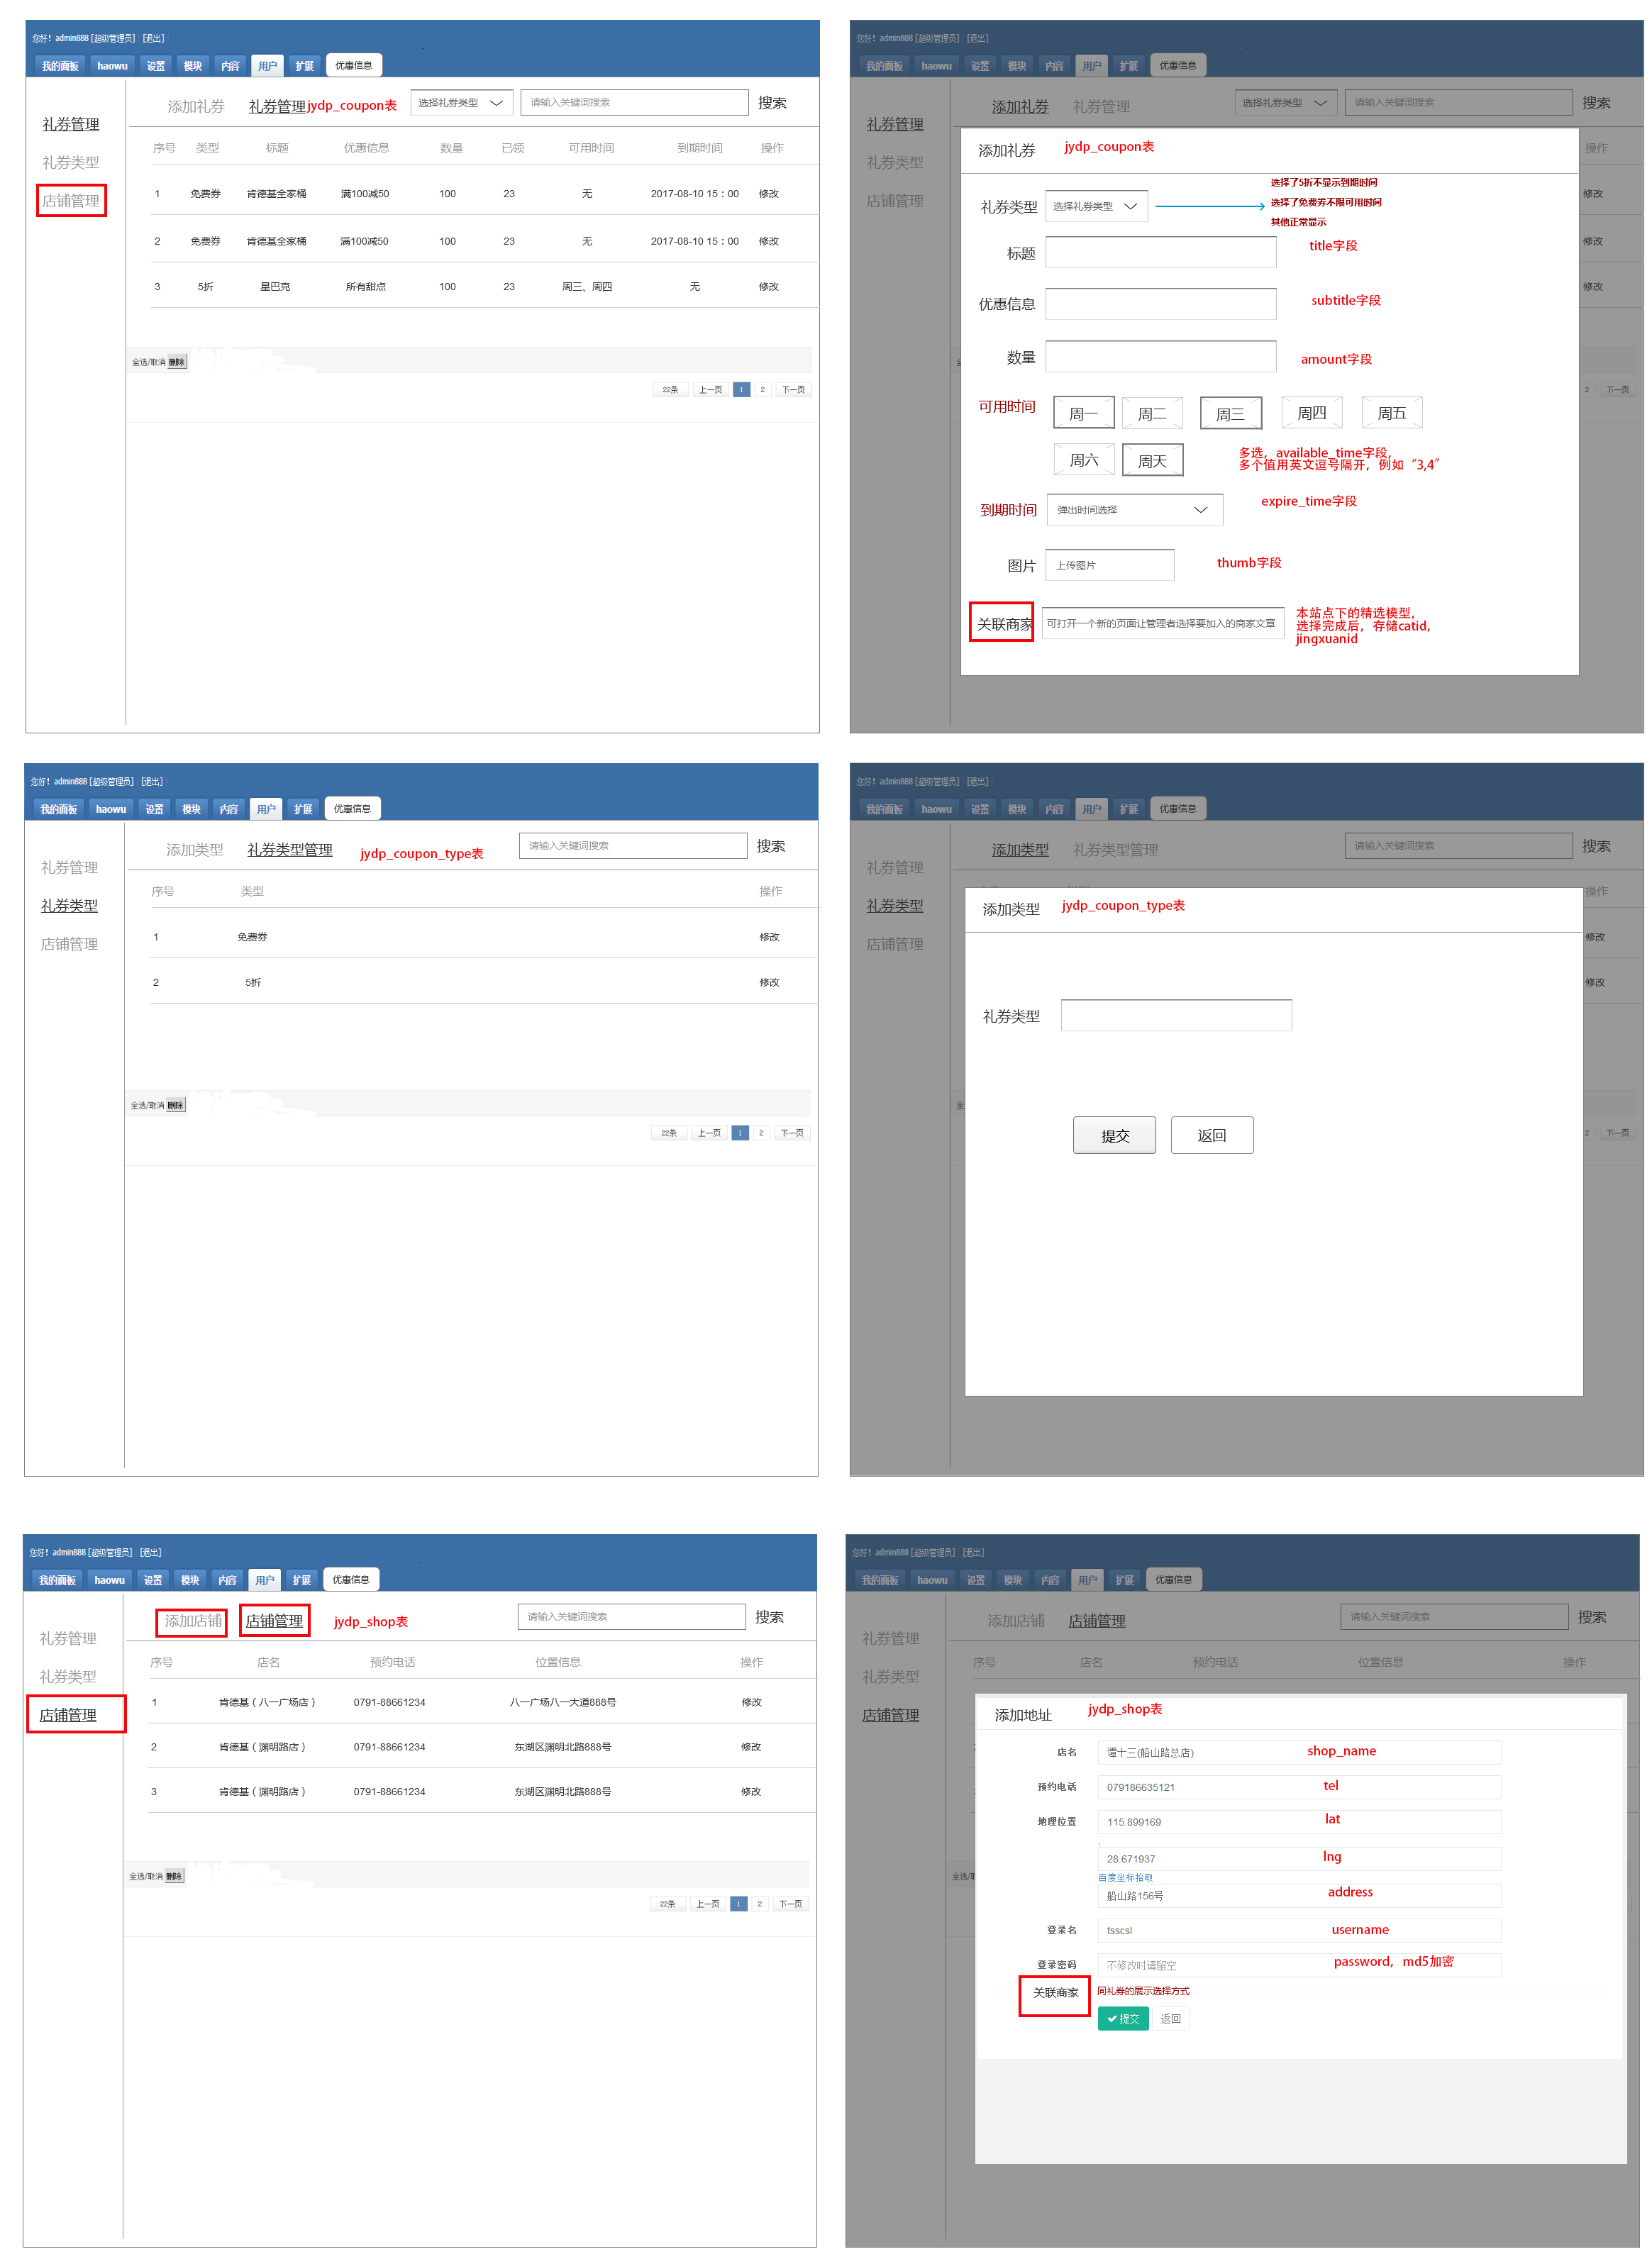 您好！admin888 [超级管理员] [退出]
我的面板 haowu 设置 模块 内容 用户 扩展 优惠信息
添加礼券 礼券管理 jydp_coupon表 选择礼券类型 请输入关键词搜索 搜索
礼券管理
礼券类型
店铺管理
序号 类型 标题 优惠信息 数量 已领 可用时间 到期时间 操作
1 免费券 肯德基全家桶 满100减50 100 23 无 2017-08-10 15：00 修改
2 免费券 肯德基全家桶 满100减50 100 23 无 2017-08-10 15：00 修改
3 5折 星巴克 所有甜点 100 23 周三、周四 无 修改
全选/取消 删除
22条 上一页 1 2 下一页
您好！admin888 [超级管理员] [退出]
我的面板 haowu 设置 模块 内容 用户 扩展 优惠信息
添加礼券 礼券管理 选择礼券类型 请输入关键词搜索 搜索
礼券管理
礼券类型
店铺管理
操作
修改
修改
修改
全
2 下一页
添加礼券 jydp_coupon表
礼券类型 选择礼券类型
选择了5折不显示到期时间
选择了免费券不限可用时间
其他正常显示
标题 title字段
优惠信息 subtitle字段
数量 amount字段
可用时间 周一 周二 周三 周四 周五
周六 周天
多选，available_time字段，
多个值用英文逗号隔开，例如“3,4”
到期时间 弹出时间选择 expire_time字段
图片 上传图片 thumb字段
关联商家 可打开一个新的页面让管理者选择要加入的商家文章
本站点下的精选模型，
选择完成后，存储catid，
jingxuanid
您好！admin888 [超级管理员] [退出]
我的面板 haowu 设置 模块 内容 用户 扩展 优惠信息
添加类型 礼券类型管理 jydp_coupon_type表 请输入关键词搜索 搜索
礼券管理
礼券类型
店铺管理
序号 类型 操作
1 免费券 修改
2 5折 修改
全选/取消 删除
22条 上一页 1 2 下一页
您好！admin888 [超级管理员] [退出]
我的面板 haowu 设置 模块 内容 用户 扩展 优惠信息
添加类型 礼券类型管理 请输入关键词搜索 搜索
礼券管理
礼券类型
店铺管理
操作
修改
修改
全
2 下一页
添加类型 jydp_coupon_type表
礼券类型
提交 返回
您好！admin888 [超级管理员] [退出]
我的面板 haowu 设置 模块 内容 用户 扩展 优惠信息
添加店铺 店铺管理 jydp_shop表 请输入关键词搜索 搜索
礼券管理
礼券类型
店铺管理
序号 店名 预约电话 位置信息 操作
1 肯德基（八一广场店） 0791-88661234 八一广场八一大道888号 修改
2 肯德基（渊明路店） 0791-88661234 东湖区渊明北路888号 修改
3 肯德基（渊明路店） 0791-88661234 东湖区渊明北路888号 修改
全选/取消 删除
22条 上一页 1 2 下一页
您好！admin888 [超级管理员] [退出]
我的面板 haowu 设置 模块 内容 用户 扩展 优惠信息
添加店铺 店铺管理 请输入关键词搜索 搜索
礼券管理
礼券类型
店铺管理
序号 店名 预约电话 位置信息 操作
全选/取
添加地址 jydp_shop表
店名 谭十三(船山路总店) shop_name
预约电话 079186635121 tel
地理位置 115.899169 lat
,
28.671937 lng
百度坐标拾取
船山路156号 address
登录名 tsscsl username
登录密码 不修改时请留空 password，md5加密
关联商家 同礼券的展示选择方式
提交 返回